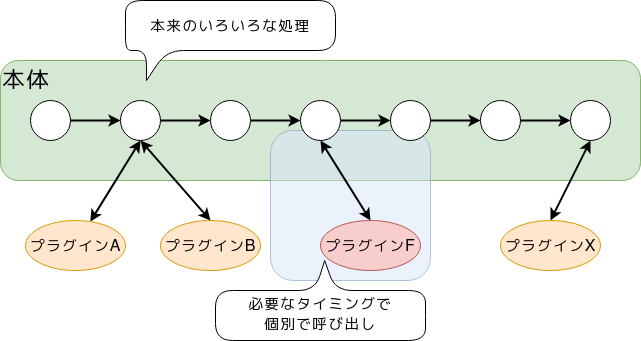 本来のいろいろな処理
本体
プラグインA
プラグインB
プラグインF
プラグインX
必要なタイミングで
個別で呼び出し